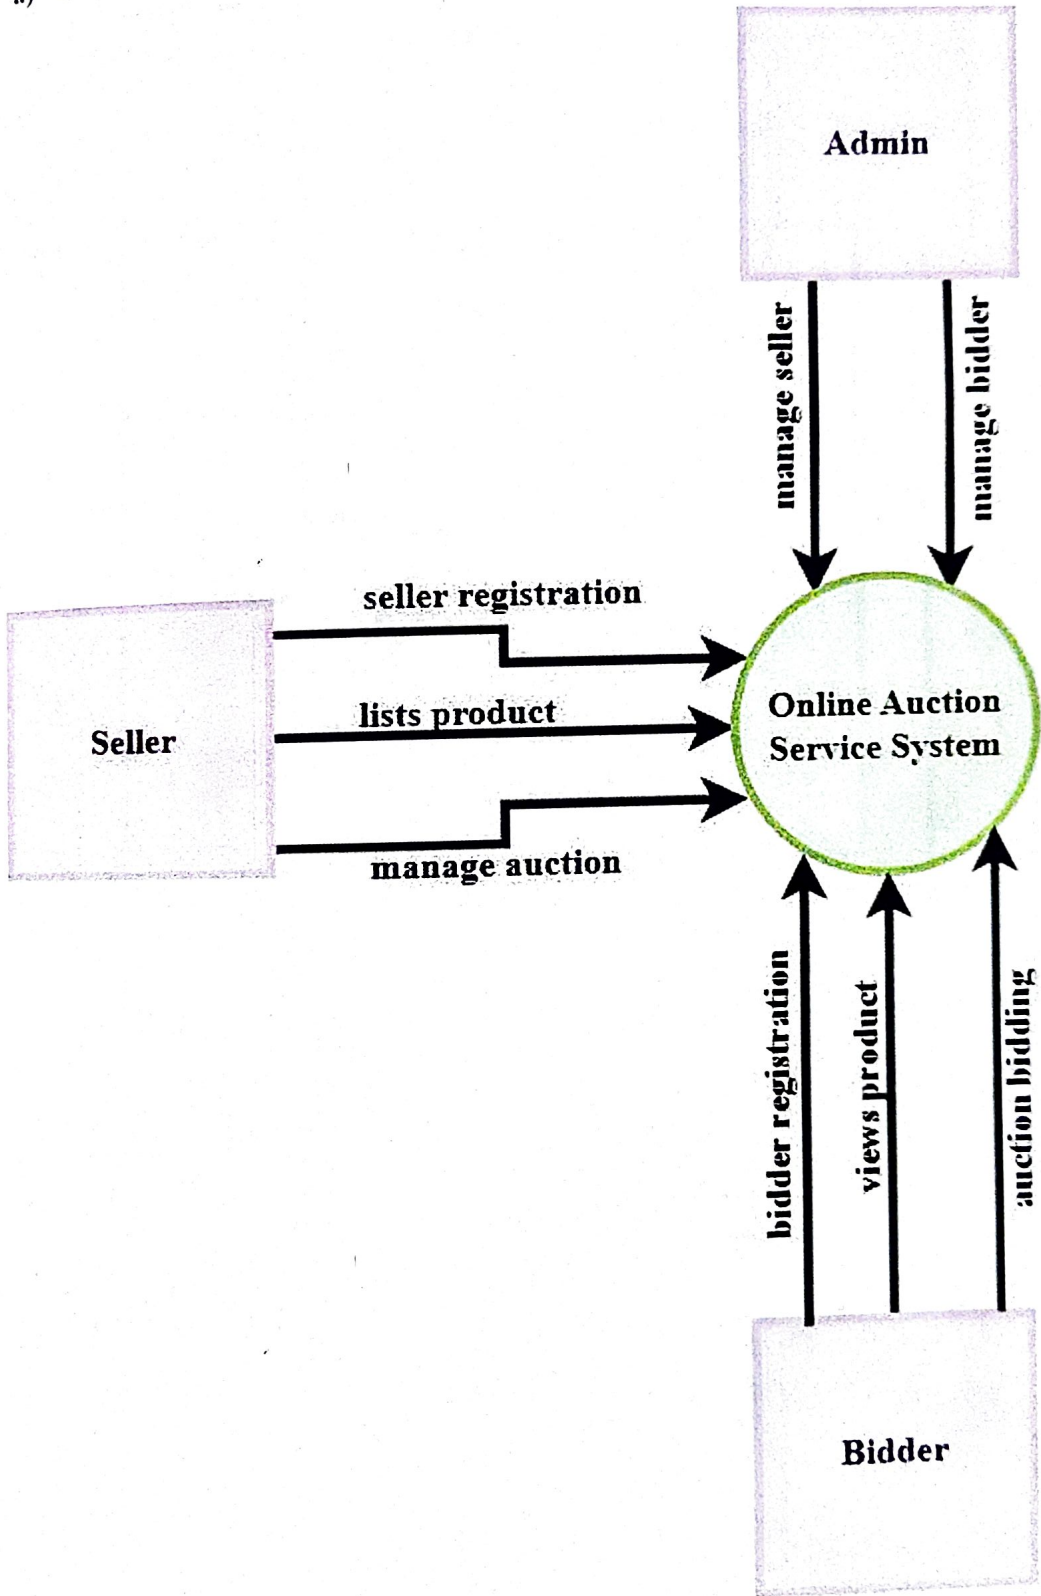 Admin
manage seller
manage bidder
seller registration
lists product
Seller
manage auction
Online Auction
Service System
bidder registration
views product
auction bidding
Bidder